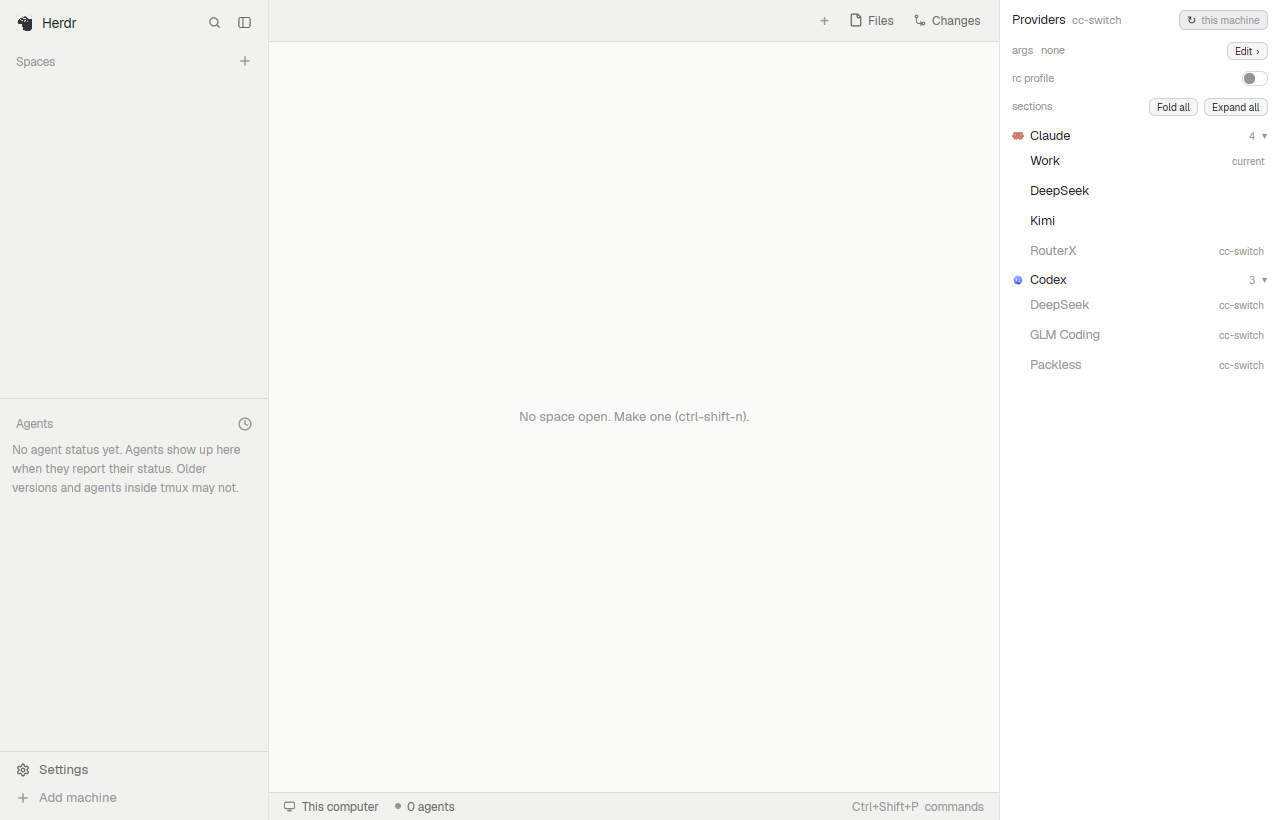 Herdr
Spaces
Agents
No agent status yet. Agents show up here
when they report their status. Older
versions and agents inside tmux may not.
Settings
Add machine
Files
Changes
No space open. Make one (ctrl-shift-n).
This computer
0 agents
Ctrl+Shift+P commands
Providers cc-switch
↻ this machine
args none
Edit ›
rc profile
sections
Fold all
Expand all
Claude 4 ▾
Work current
DeepSeek
Kimi
RouterX cc-switch
Codex 3 ▾
DeepSeek cc-switch
GLM Coding cc-switch
Packless cc-switch